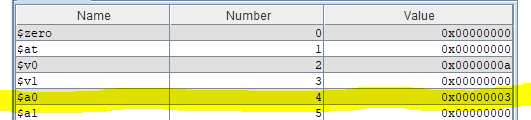 Name Number Value
$zero 0 0x00000000
$at 1 0x00000000
$v0 2 0x0000000a
$v1 3 0x00000000
$a0 4 0x00000003
$a1 5 0x00000000